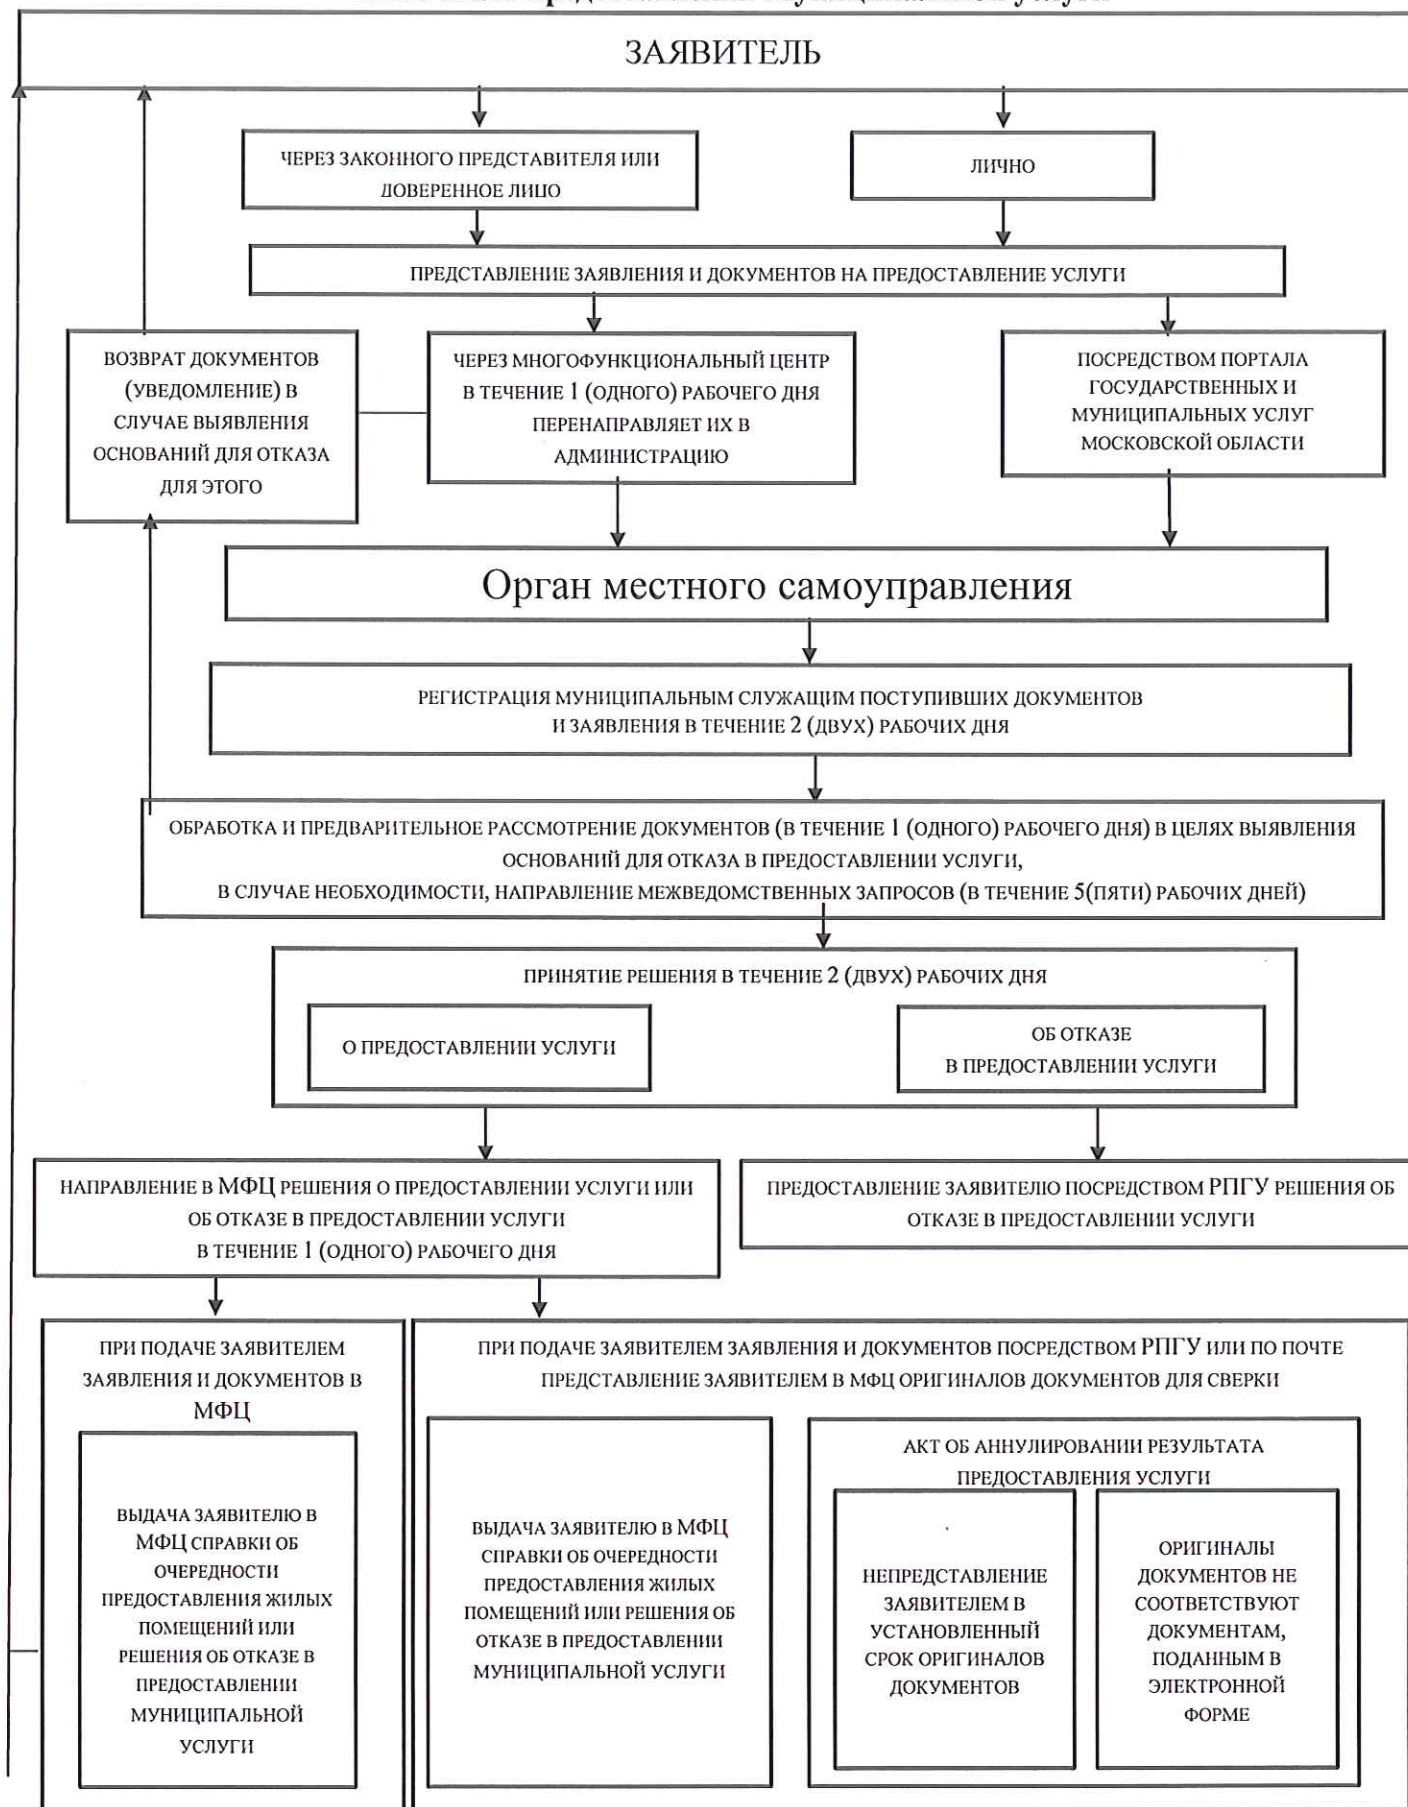 предоставления муниципальной услуги
ЗАЯВИТЕЛЬ
ЧЕРЕЗ ЗАКОННОГО ПРЕДСТАВИТЕЛЯ ИЛИ
ДОВЕРЕННОЕ ЛИЦО
ЛИЧНО
ПРЕДСТАВЛЕНИЕ ЗАЯВЛЕНИЯ И ДОКУМЕНТОВ НА ПРЕДОСТАВЛЕНИЕ УСЛУГИ
ВОЗВРАТ ДОКУМЕНТОВ
(УВЕДОМЛЕНИЕ) В
СЛУЧАЕ ВЫЯВЛЕНИЯ
ОСНОВАНИЙ ДЛЯ ОТКАЗА
ДЛЯ ЭТОГО
ЧЕРЕЗ МНОГОФУНКЦИОНАЛЬНЫЙ ЦЕНТР
В ТЕЧЕНИЕ 1 (ОДНОГО) РАБОЧЕГО ДНЯ
ПЕРЕНАПРАВЛЯЕТ ИХ В
АДМИНИСТРАЦИЮ
ПОСРЕДСТВОМ ПОРТАЛА
ГОСУДАРСТВЕННЫХ И
МУНИЦИПАЛЬНЫХ УСЛУГ
МОСКОВСКОЙ ОБЛАСТИ
Орган местного самоуправления
РЕГИСТРАЦИЯ МУНИЦИПАЛЬНЫМ СЛУЖАЩИМ ПОСТУПИВШИХ ДОКУМЕНТОВ
И ЗАЯВЛЕНИЯ В ТЕЧЕНИЕ 2 (ДВУХ) РАБОЧИХ ДНЯ
ОБРАБОТКА И ПРЕДВАРИТЕЛЬНОЕ РАССМОТРЕНИЕ ДОКУМЕНТОВ (В ТЕЧЕНИЕ 1 (ОДНОГО) РАБОЧЕГО ДНЯ) В ЦЕЛЯХ ВЫЯВЛЕНИЯ
ОСНОВАНИЙ ДЛЯ ОТКАЗА В ПРЕДОСТАВЛЕНИИ УСЛУГИ,
В СЛУЧАЕ НЕОБХОДИМОСТИ, НАПРАВЛЕНИЕ МЕЖВЕДОМСТВЕННЫХ ЗАПРОСОВ (В ТЕЧЕНИЕ 5(ПЯТИ) РАБОЧИХ ДНЕЙ)
ПРИНЯТИЕ РЕШЕНИЯ В ТЕЧЕНИЕ 2 (ДВУХ) РАБОЧИХ ДНЯ
О ПРЕДОСТАВЛЕНИИ УСЛУГИ
ОБ ОТКАЗЕ
В ПРЕДОСТАВЛЕНИИ УСЛУГИ
НАПРАВЛЕНИЕ В МФЦ РЕШЕНИЯ О ПРЕДОСТАВЛЕНИИ УСЛУГИ ИЛИ
ОБ ОТКАЗЕ В ПРЕДОСТАВЛЕНИИ УСЛУГИ
В ТЕЧЕНИЕ 1 (ОДНОГО) РАБОЧЕГО ДНЯ
ПРЕДОСТАВЛЕНИЕ ЗАЯВИТЕЛЮ ПОСРЕДСТВОМ РПГУ РЕШЕНИЯ ОБ
ОТКАЗЕ В ПРЕДОСТАВЛЕНИИ УСЛУГИ
ПРИ ПОДАЧЕ ЗАЯВИТЕЛЕМ
ЗАЯВЛЕНИЯ И ДОКУМЕНТОВ В
МФЦ
ВЫДАЧА ЗАЯВИТЕЛЮ В
МФЦ СПРАВКИ ОБ
ОЧЕРЕДНОСТИ
ПРЕДОСТАВЛЕНИЯ ЖИЛЫХ
ПОМЕЩЕНИЙ ИЛИ
РЕШЕНИЯ ОБ ОТКАЗЕ В
ПРЕДОСТАВЛЕНИИ
МУНИЦИПАЛЬНОЙ
УСЛУГИ
ПРИ ПОДАЧЕ ЗАЯВИТЕЛЕМ ЗАЯВЛЕНИЯ И ДОКУМЕНТОВ ПОСРЕДСТВОМ РПГУ ИЛИ ПО ПОЧТЕ
ПРЕДСТАВЛЕНИЕ ЗАЯВИТЕЛЕМ В МФЦ ОРИГИНАЛОВ ДОКУМЕНТОВ ДЛЯ СВЕРКИ
ВЫДАЧА ЗАЯВИТЕЛЮ В МФЦ
СПРАВКИ ОБ ОЧЕРЕДНОСТИ
ПРЕДОСТАВЛЕНИЯ ЖИЛЫХ
ПОМЕЩЕНИЙ ИЛИ РЕШЕНИЯ ОБ
ОТКАЗЕ В ПРЕДОСТАВЛЕНИИ
МУНИЦИПАЛЬНОЙ УСЛУГИ
АКТ ОБ АННУЛИРОВАНИИ РЕЗУЛЬТАТА
ПРЕДОСТАВЛЕНИЯ УСЛУГИ
НЕПРЕДСТАВЛЕНИЕ
ЗАЯВИТЕЛЕМ В
УСТАНОВЛЕННЫЙ
СРОК ОРИГИНАЛОВ
ДОКУМЕНТОВ
ОРИГИНАЛЫ
ДОКУМЕНТОВ НЕ
СООТВЕТСТВУЮТ
ДОКУМЕНТАМ,
ПОДАННЫМ В
ЭЛЕКТРОННОЙ
ФОРМЕ